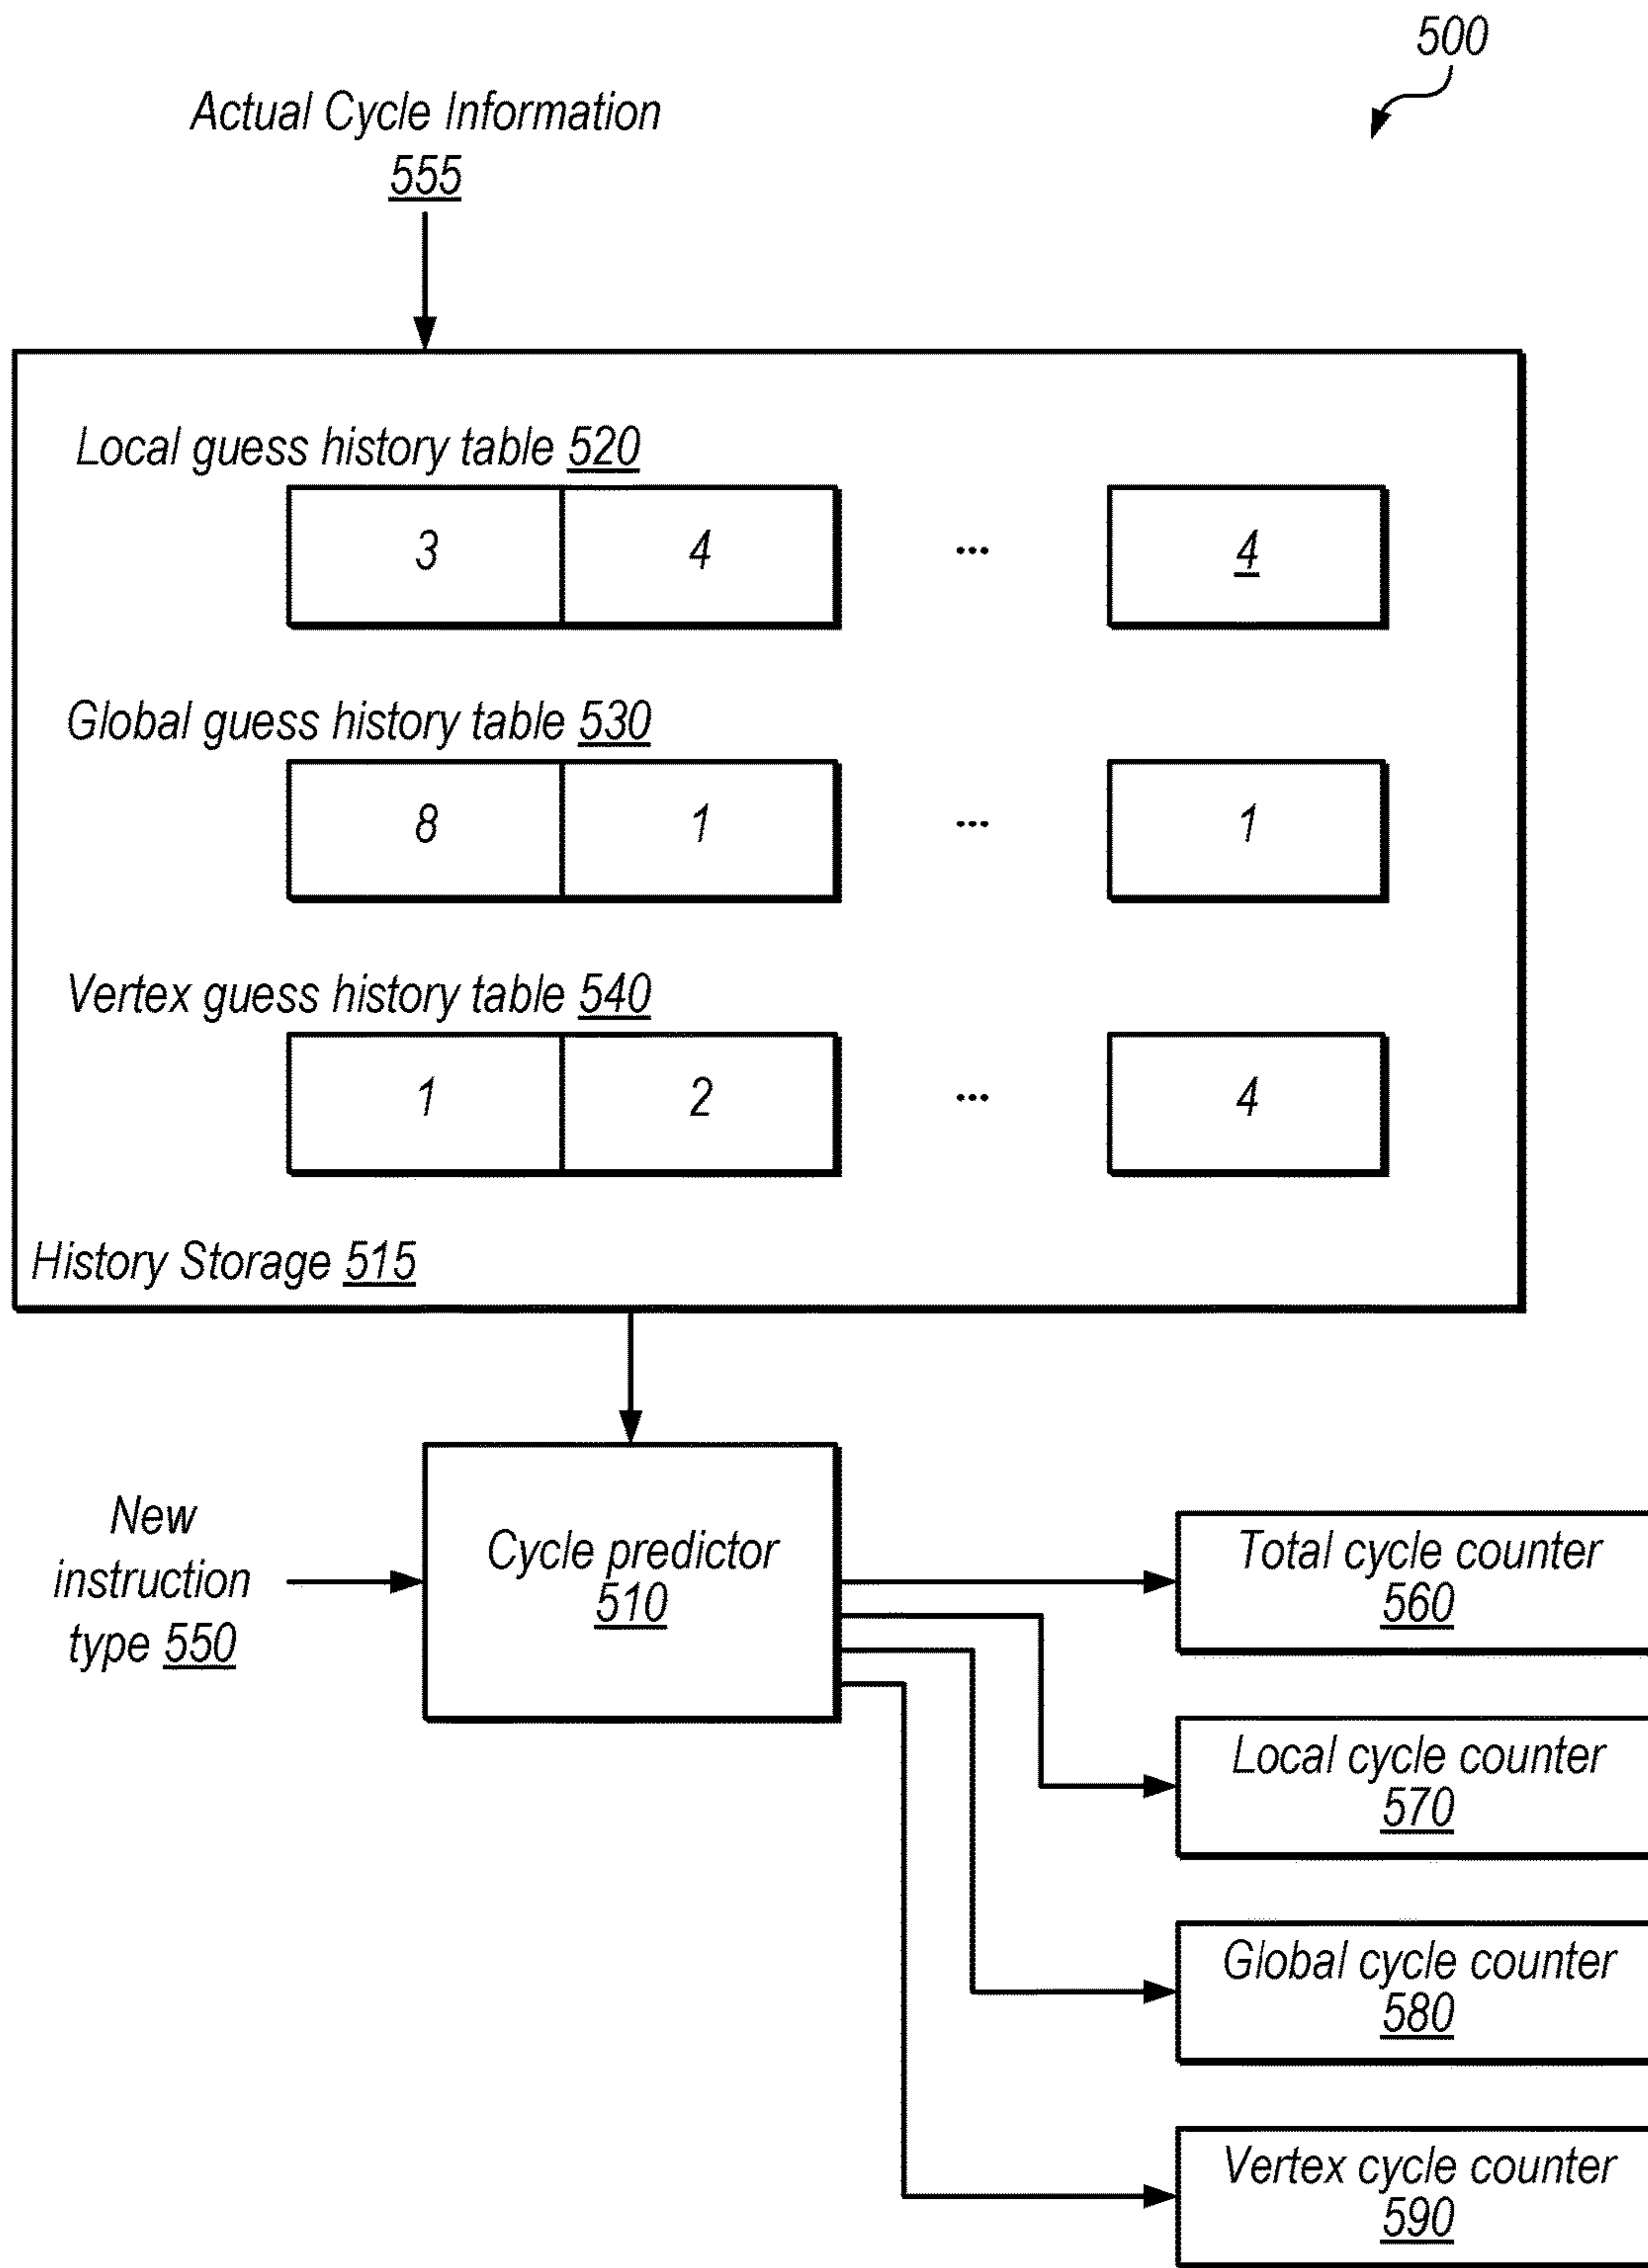 500
Actual Cycle Information
555
Local guess history table 520
3 4 ... 4
Global guess history table 530
8 1 ... 1
Vertex guess history table 540
1 2 ... 4
History Storage 515
New
instruction
type 550
Cycle predictor
510
Total cycle counter
560
Local cycle counter
570
Global cycle counter
580
Vertex cycle counter
590